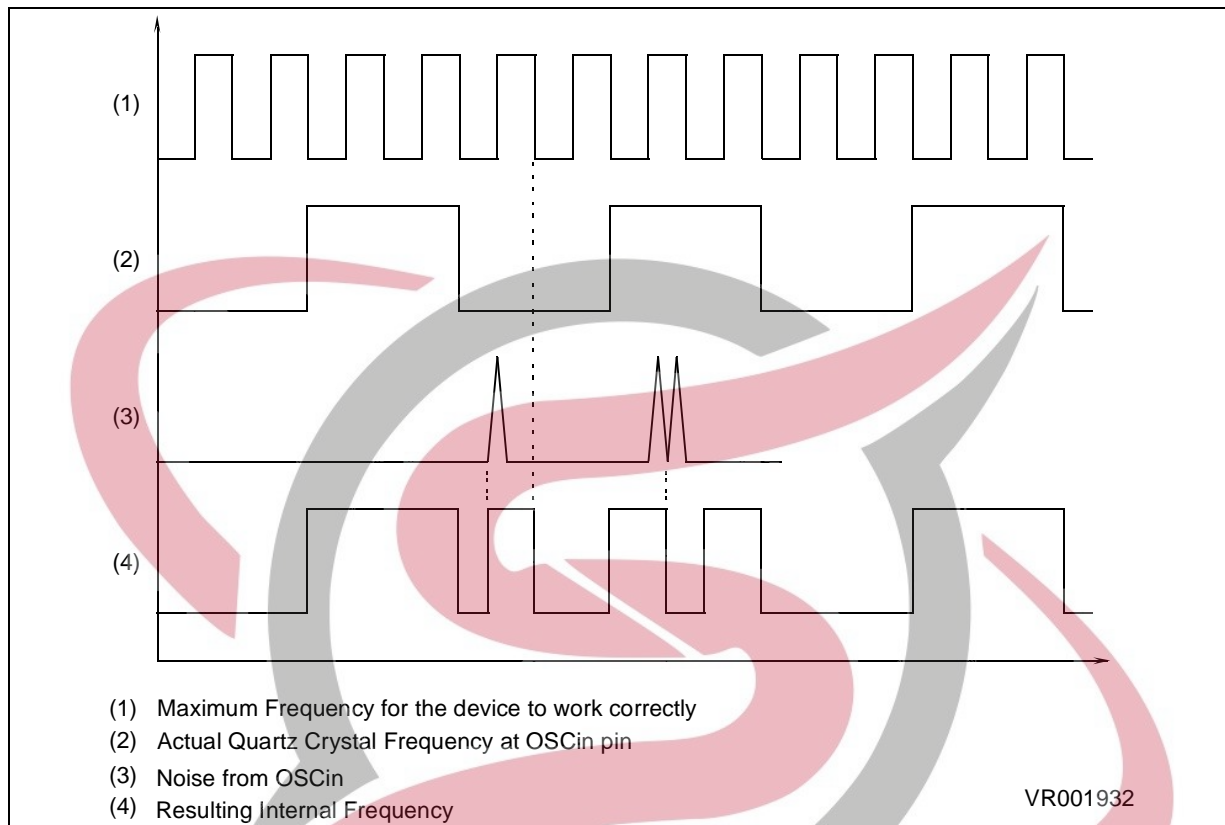 (1)
(2)
(3)
(4)
(1) Maximum Frequency for the device to work correctly
(2) Actual Quartz Crystal Frequency at OSCin pin
(3) Noise from OSCin
(4) Resulting Internal Frequency
VR001932